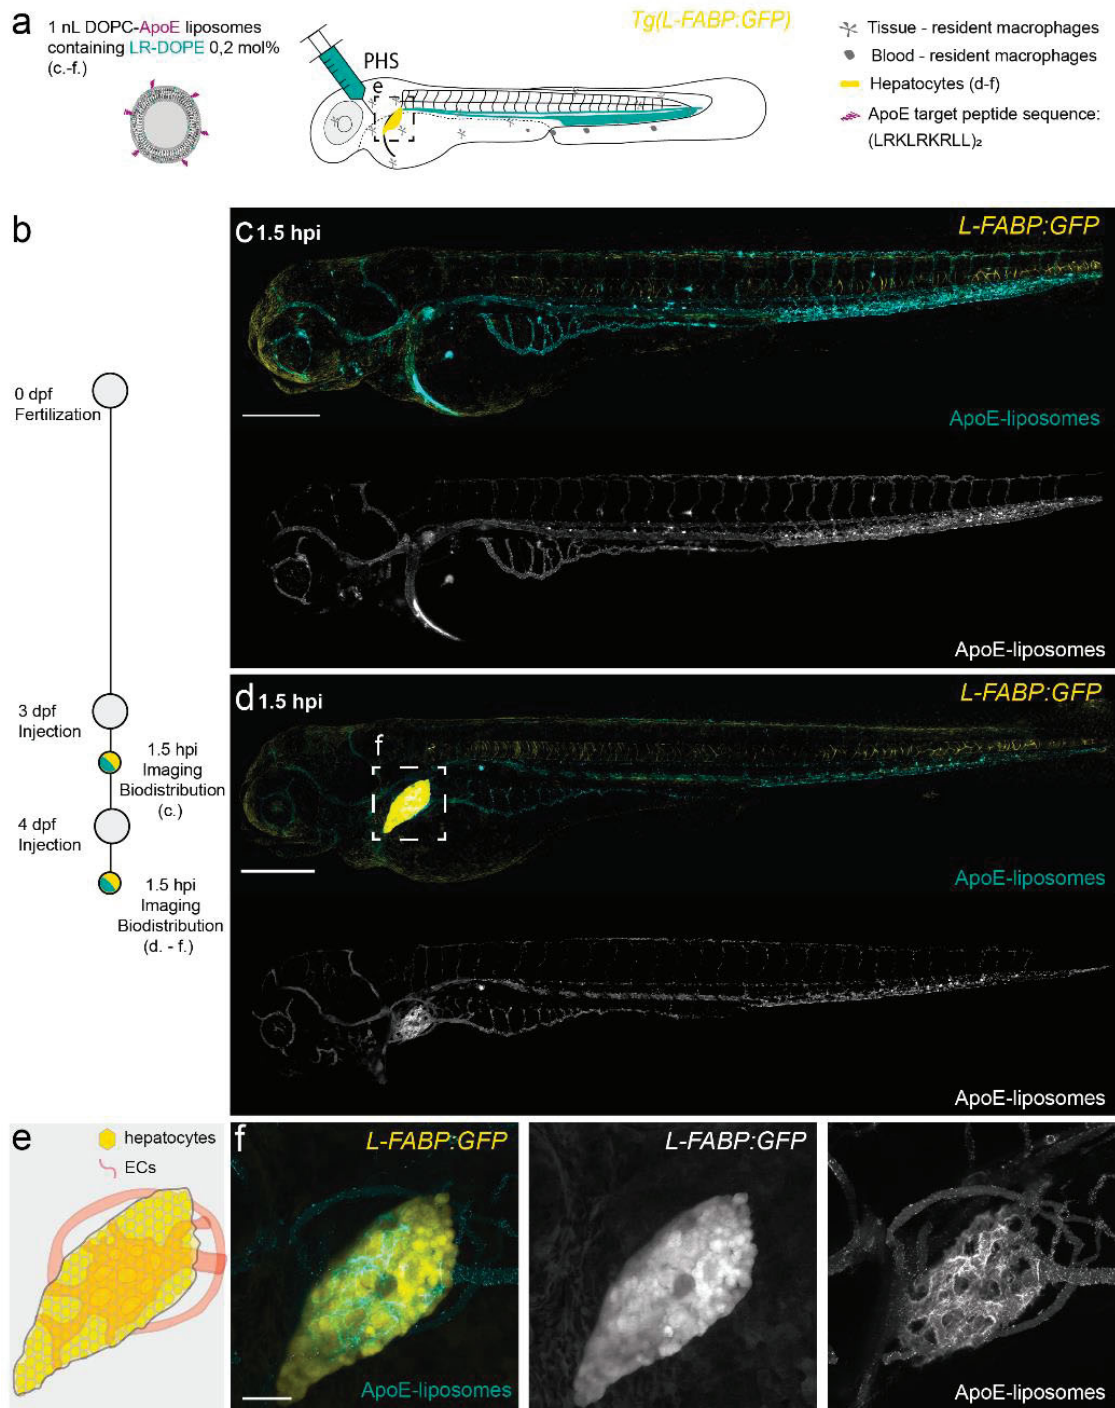 a
1 nL DOPC-ApoE liposomes
containing LR-DOPE 0,2 mol%
(c.-f.)
PHS
e
Tg(L-FABP:GFP)
Tissue - resident macrophages
Blood - resident macrophages
Hepatocytes (d-f)
ApoE target peptide sequence:
(LRKLRKRLL)₂
b
0 dpf
Fertilization
3 dpf
Injection
1.5 hpi
Imaging
Biodistribution
(c.)
4 dpf
Injection
1.5 hpi
Imaging
Biodistribution
(d. - f.)
c 1.5 hpi
L-FABP:GFP
ApoE-liposomes
ApoE-liposomes
d 1.5 hpi
L-FABP:GFP
f
ApoE-liposomes
ApoE-liposomes
e
hepatocytes
ECs
f
L-FABP:GFP
ApoE-liposomes
L-FABP:GFP
ApoE-liposomes